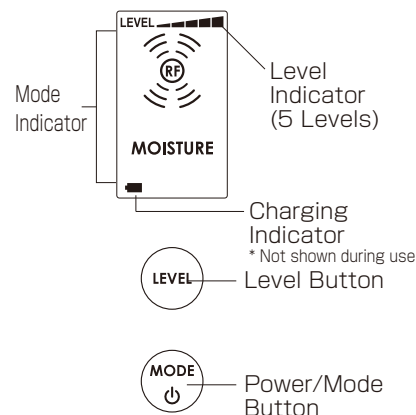 LEVEL
RF
MOISTURE
Mode
Indicator
Level
Indicator
(5 Levels)
Charging
Indicator
* Not shown during use
LEVEL
Level Button
MODE
Power/Mode
Button